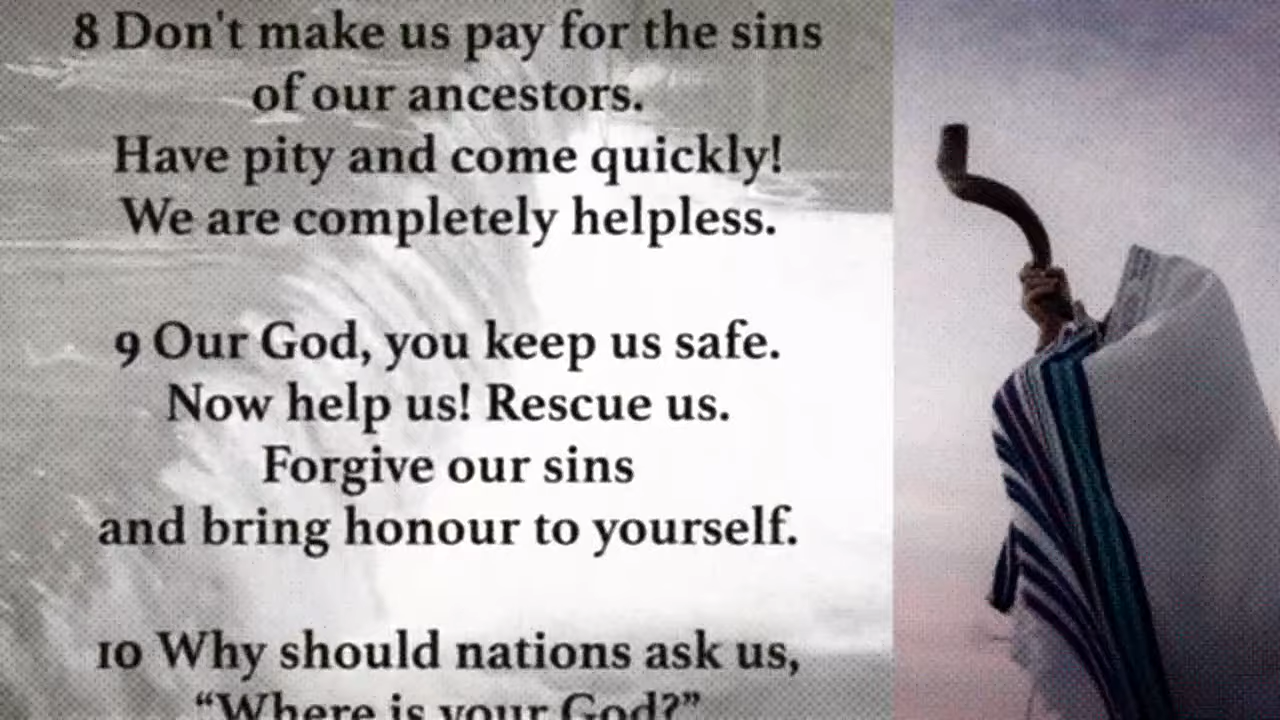 8 Don't make us pay for the sins
of our ancestors.
Have pity and come quickly!
We are completely helpless.
9 Our God, you keep us safe.
Now help us! Rescue us.
Forgive our sins
and bring honour to yourself.
10 Why should nations ask us,
“Where is your God?”